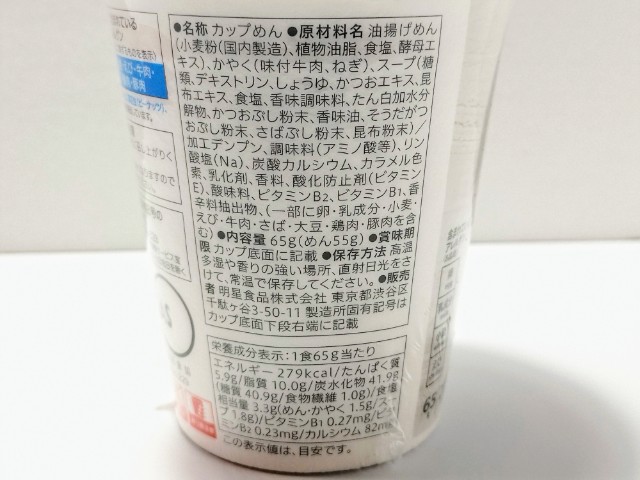 ●名称 カップめん ●原材料名 油揚げめん
(小麦粉(国内製造)、植物油脂、食塩、酵母エ
キス)、かやく(味付牛肉、ねぎ)、スープ(糖
類、デキストリン、しょうゆ、かつおエキス、昆
布エキス、食塩、香味調味料、たん白加水分
解物、かつおぶし粉末、香味油、そうだがつ
おぶし粉末、さばぶし粉末、昆布粉末)/
加工デンプン、調味料(アミノ酸等)、リン
酸塩(Na)、炭酸カルシウム、カラメル色
素、乳化剤、香料、酸化防止剤(ビタミン
E)、酸味料、ビタミンB2、ビタミンB1、香
辛料抽出物、(一部に卵・乳成分・小麦・
えび・牛肉・さば・大豆・鶏肉・豚肉を含
む) ●内容量 65g(めん55g) ●賞味期
限 カップ底面に記載 ●保存方法 高温
多湿や香りの強い場所、直射日光をさ
けて、常温で保存してください。●販売
者 明星食品株式会社 東京都渋谷区
千駄ヶ谷3-50-11 製造所固有記号は
カップ底面下段右端に記載
栄養成分表示:1食65g当たり
エネルギー 279kcal/たんぱく質
5.9g/脂質 10.0g/炭水化物 41.9g
(糖質 40.9g/食物繊維 1.0g)/食塩
相当量 3.3g(めん・かやく 1.5g/スー
プ 1.8g)/ビタミンB1 0.27mg/ビタ
ミンB2 0.23mg/カルシウム 82mg
この表示値は、目安です。